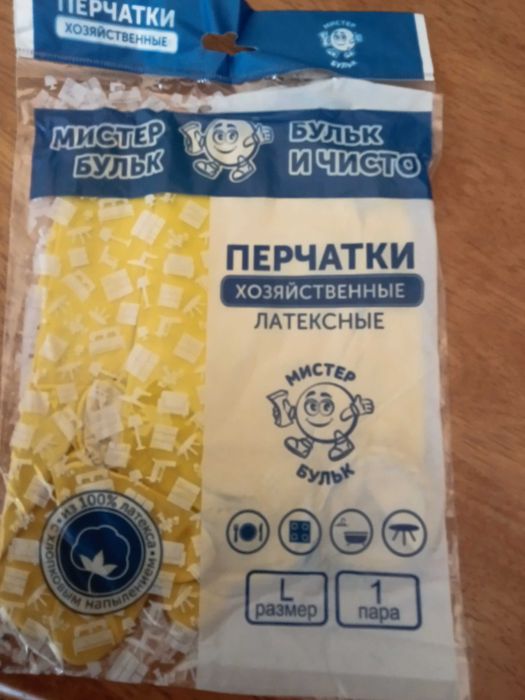 ПЕРЧАТКИ
ХОЗЯЙСТВЕННЫЕ
МИСТЕР
БУЛЬК
МИСТЕР
БУЛЬК
БУЛЬК
И ЧИСТО
ПЕРЧАТКИ
ХОЗЯЙСТВЕННЫЕ
ЛАТЕКСНЫЕ
МИСТЕР
БУЛЬК
из 100% латекса
с хлопковым напылением
L
размер
1
пара